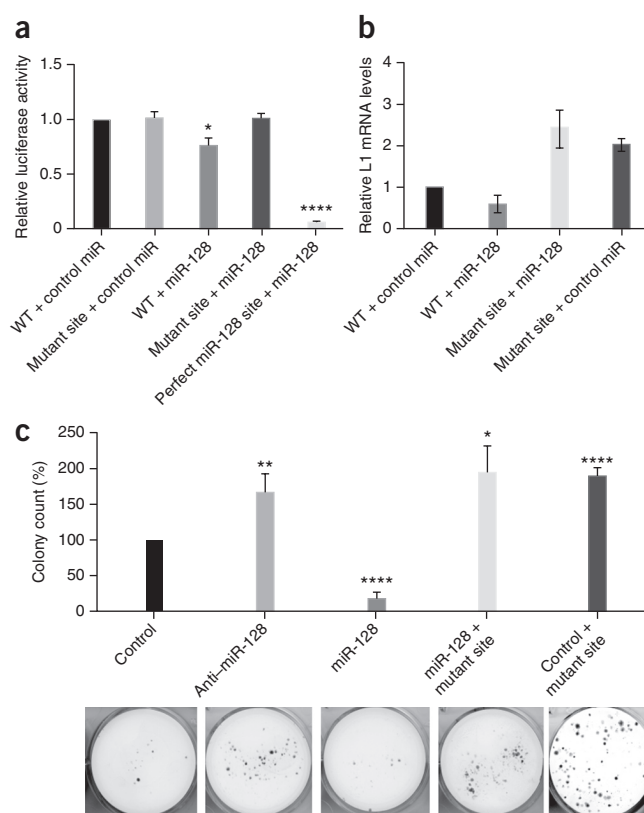 a
Relative luciferase activity
1.5
1.0
0.5
0
*
****
WT + control miR
Mutant site + control miR
WT + miR-128
Mutant site + miR-128
Perfect miR-128 site + miR-128
b
Relative L1 mRNA levels
4
3
2
1
0
WT + control miR
WT + miR-128
Mutant site + miR-128
Mutant site + control miR
c
Colony count (%)
250
200
150
100
50
0
**
****
*
****
Control
Anti–miR-128
miR-128
miR-128 +
mutant site
Control +
mutant site